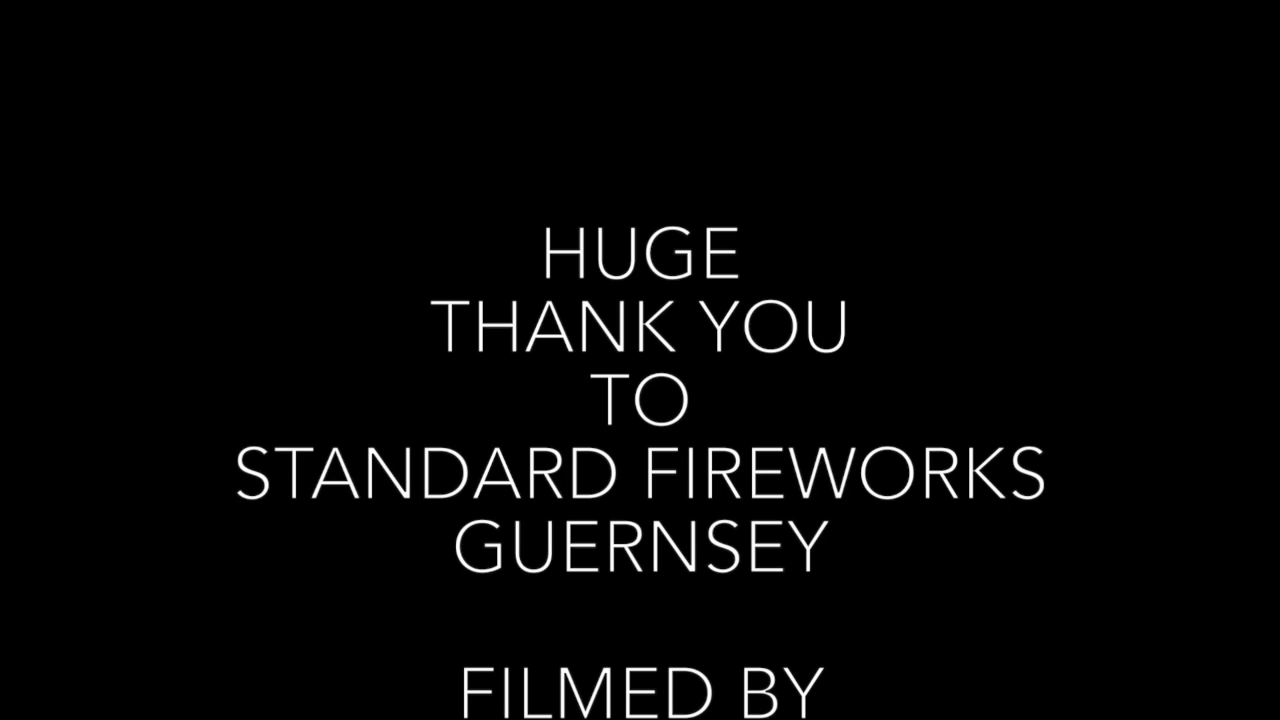 HUGE
THANK YOU
TO
STANDARD FIREWORKS
GUERNSEY
FILMED BY